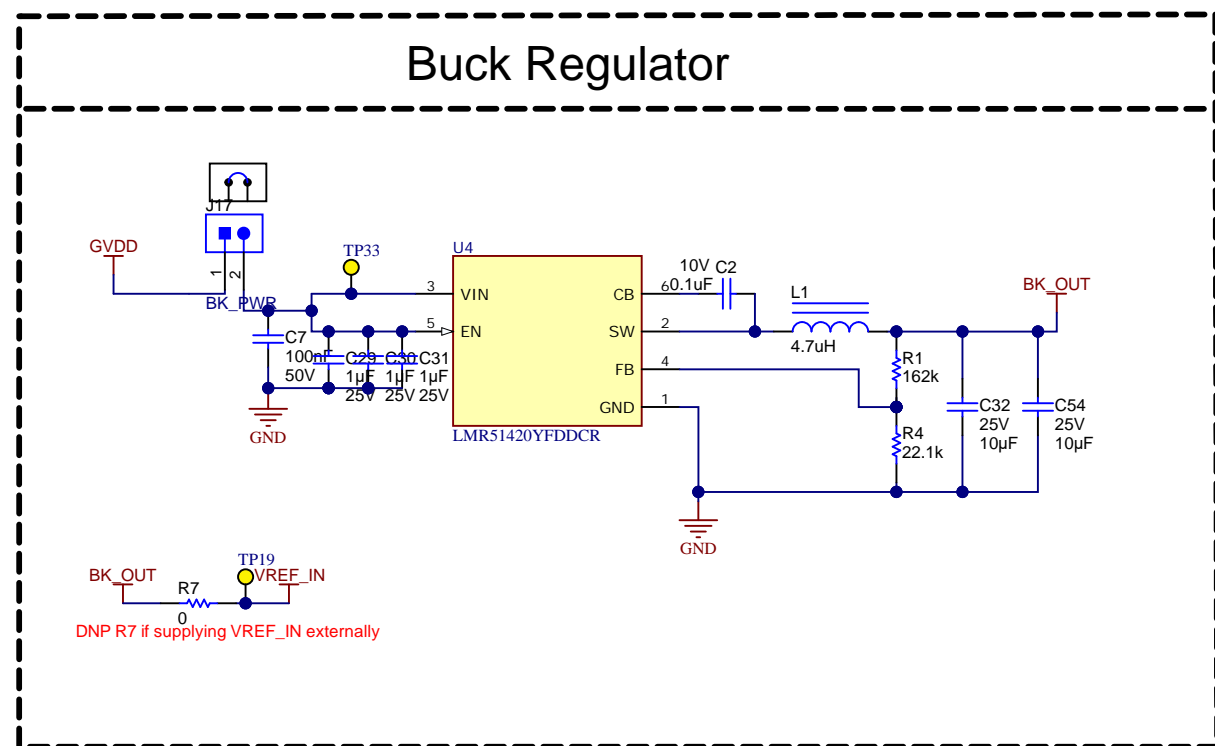 Buck Regulator
J17
GVDD
1
2
BK_PWR
TP33
U4
3
VIN
5
EN
CB
6
SW
2
FB
4
GND
1
LMR51420YFDDCR
C7
100nF
50V
C29
1µF
25V
C30
1µF
25V
C31
1µF
25V
GND
10V
C2
0.1uF
L1
4.7uH
BK_OUT
R1
162k
R4
22.1k
C32
25V
10µF
C54
25V
10µF
GND
BK_OUT
R7
0
TP19
VREF_IN
DNP R7 if supplying VREF_IN externally